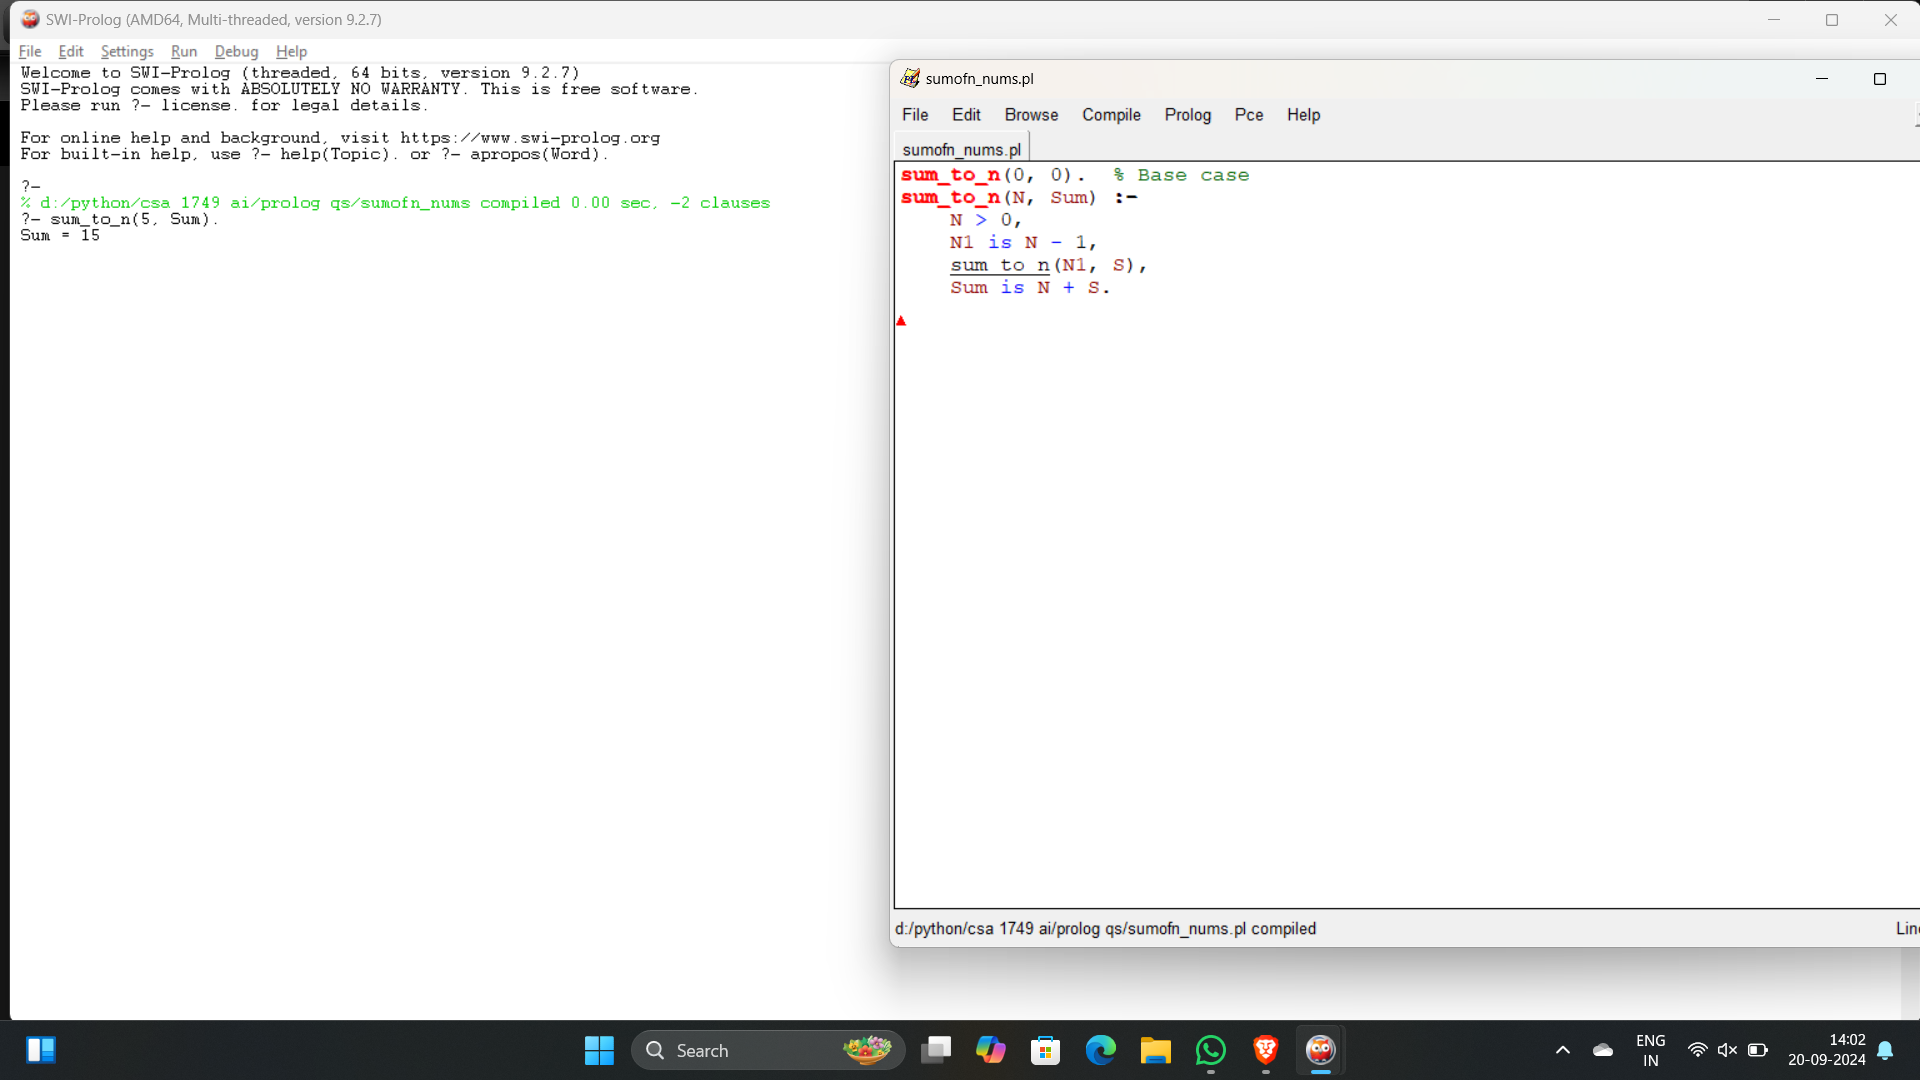 SWI-Prolog (AMD64, Multi-threaded, version 9.2.7)
File Edit Settings Run Debug Help
Welcome to SWI-Prolog (threaded, 64 bits, version 9.2.7)
SWI-Prolog comes with ABSOLUTELY NO WARRANTY. This is free software.
Please run ?- license. for legal details.
For online help and background, visit https://www.swi-prolog.org
For built-in help, use ?- help(Topic). or ?- apropos(Word).
?-
% d:/python/csa 1749 ai/prolog qs/sumofn_nums compiled 0.00 sec, -2 clauses
?- sum_to_n(5, Sum).
Sum = 15
sumofn_nums.pl
File Edit Browse Compile Prolog Pce Help
sumofn_nums.pl
sum_to_n(0, 0).  % Base case
sum_to_n(N, Sum) :-
    N > 0,
    N1 is N - 1,
    sum_to_n(N1, S),
    Sum is N + S.
d:/python/csa 1749 ai/prolog qs/sumofn_nums.pl compiled
Search
ENG
IN
14:02
20-09-2024